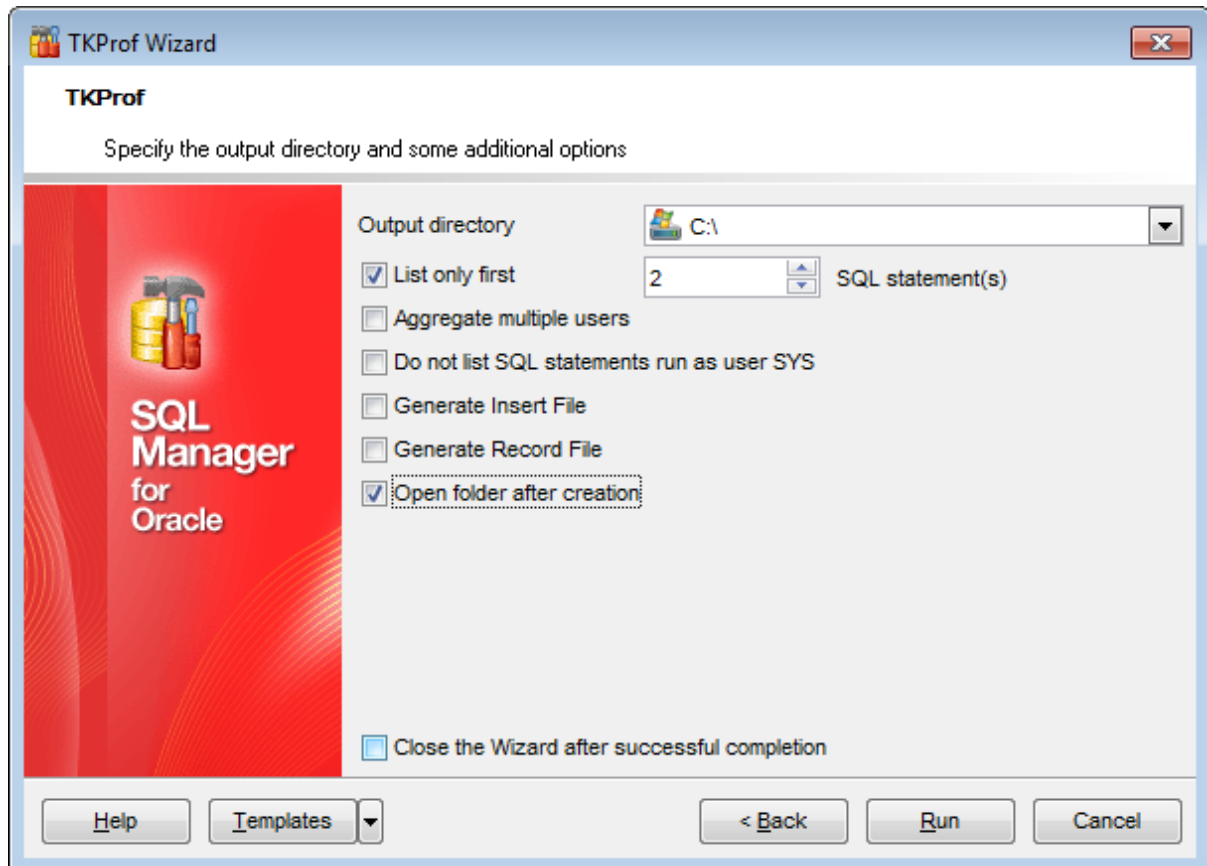 TKProf Wizard
TKProf
Specify the output directory and some additional options
Output directory
C:\
List only first
2
SQL statement(s)
Aggregate multiple users
Do not list SQL statements run as user SYS
Generate Insert File
Generate Record File
Open folder after creation
SQL
Manager
for
Oracle
Close the Wizard after successful completion
Help
Templates
< Back
Run
Cancel